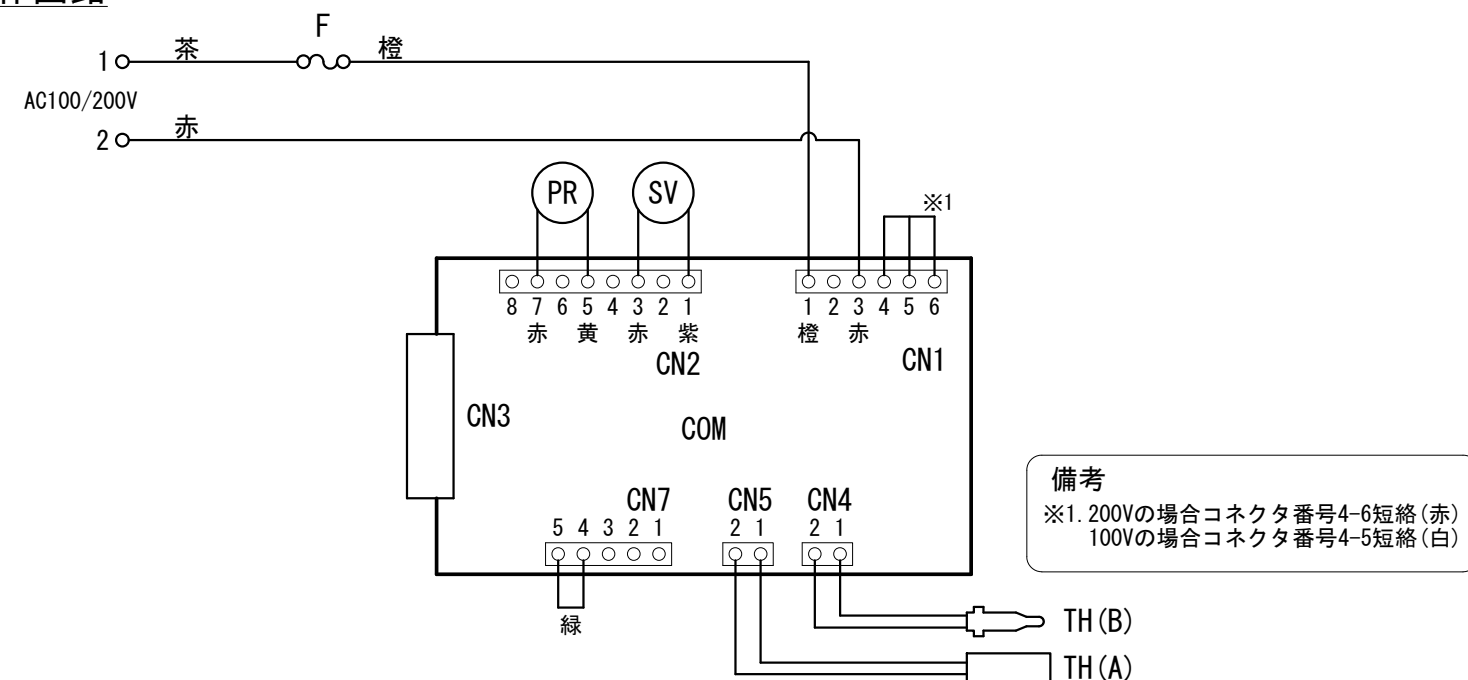 F
1 茶 橙
AC100/200V
2 赤
PR SV ※1
8 7 6 5 4 3 2 1 1 2 3 4 5 6
赤 黄 赤 紫 橙 赤
CN2 CN1
CN3
COM
CN7 CN5 CN4
5 4 3 2 1 2 1 2 1
緑
備考
※1.200Vの場合コネクタ番号4-6短絡(赤)
100Vの場合コネクタ番号4-5短絡(白)
TH(B)
TH(A)